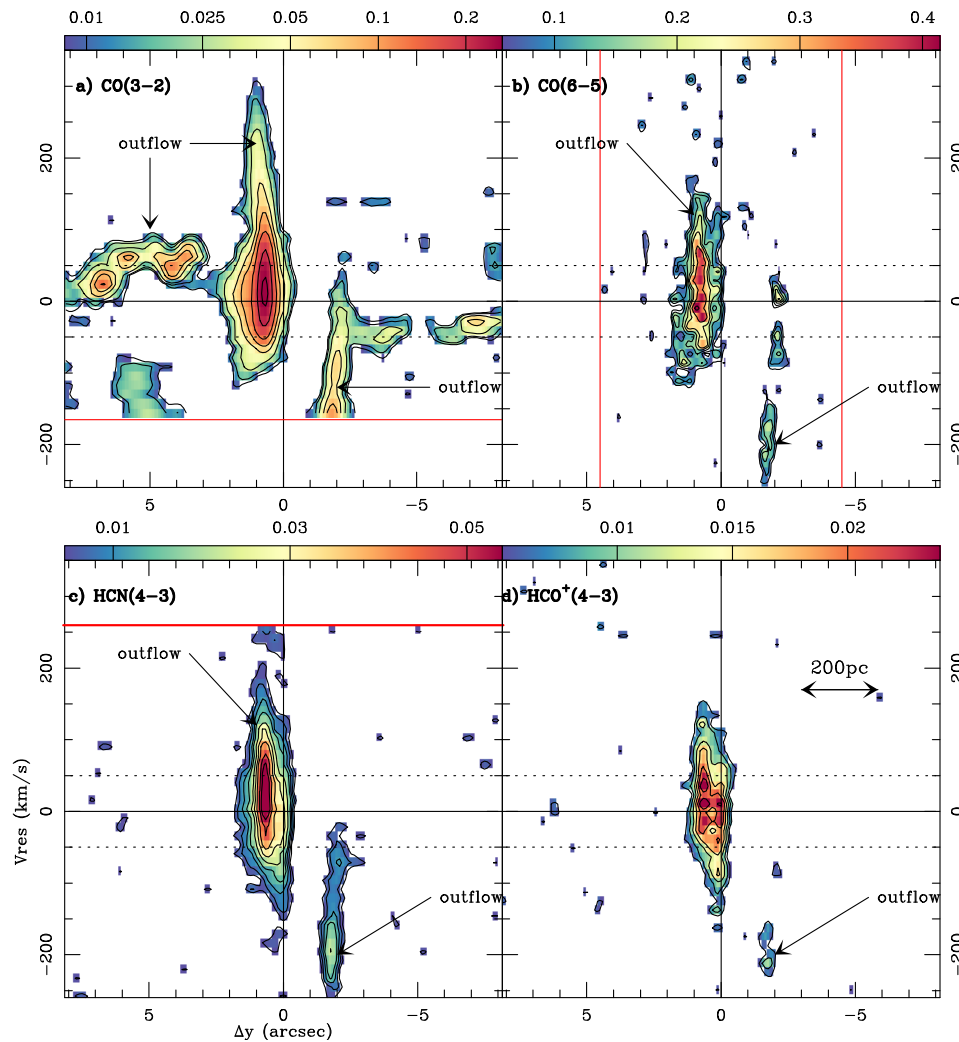 0.01 0.025 0.05 0.1 0.2
0.1 0.2 0.3 0.4
a) CO(3−2)
b) CO(6−5)
outflow
outflow
outflow
outflow
200
0
−200
200
0
−200
5 0 −5
5 0 −5
0.01 0.03 0.05
0.01 0.015 0.02
c) HCN(4−3)
d) HCO+(4−3)
outflow
200pc
outflow
outflow
200
0
−200
200
0
−200
Vres (km/s)
5 0 −5
5 0 −5
Δy (arcsec)